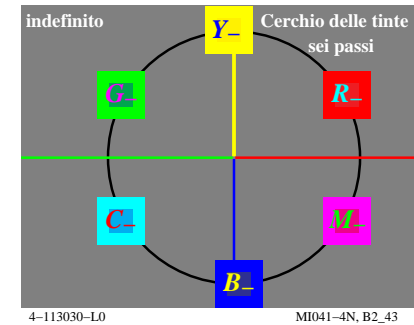 indefinito
Cerchio delle tinte
sei passi
Y–
G–
R–
C–
M–
B–
4–113030–L0
MI041–4N, B2_43